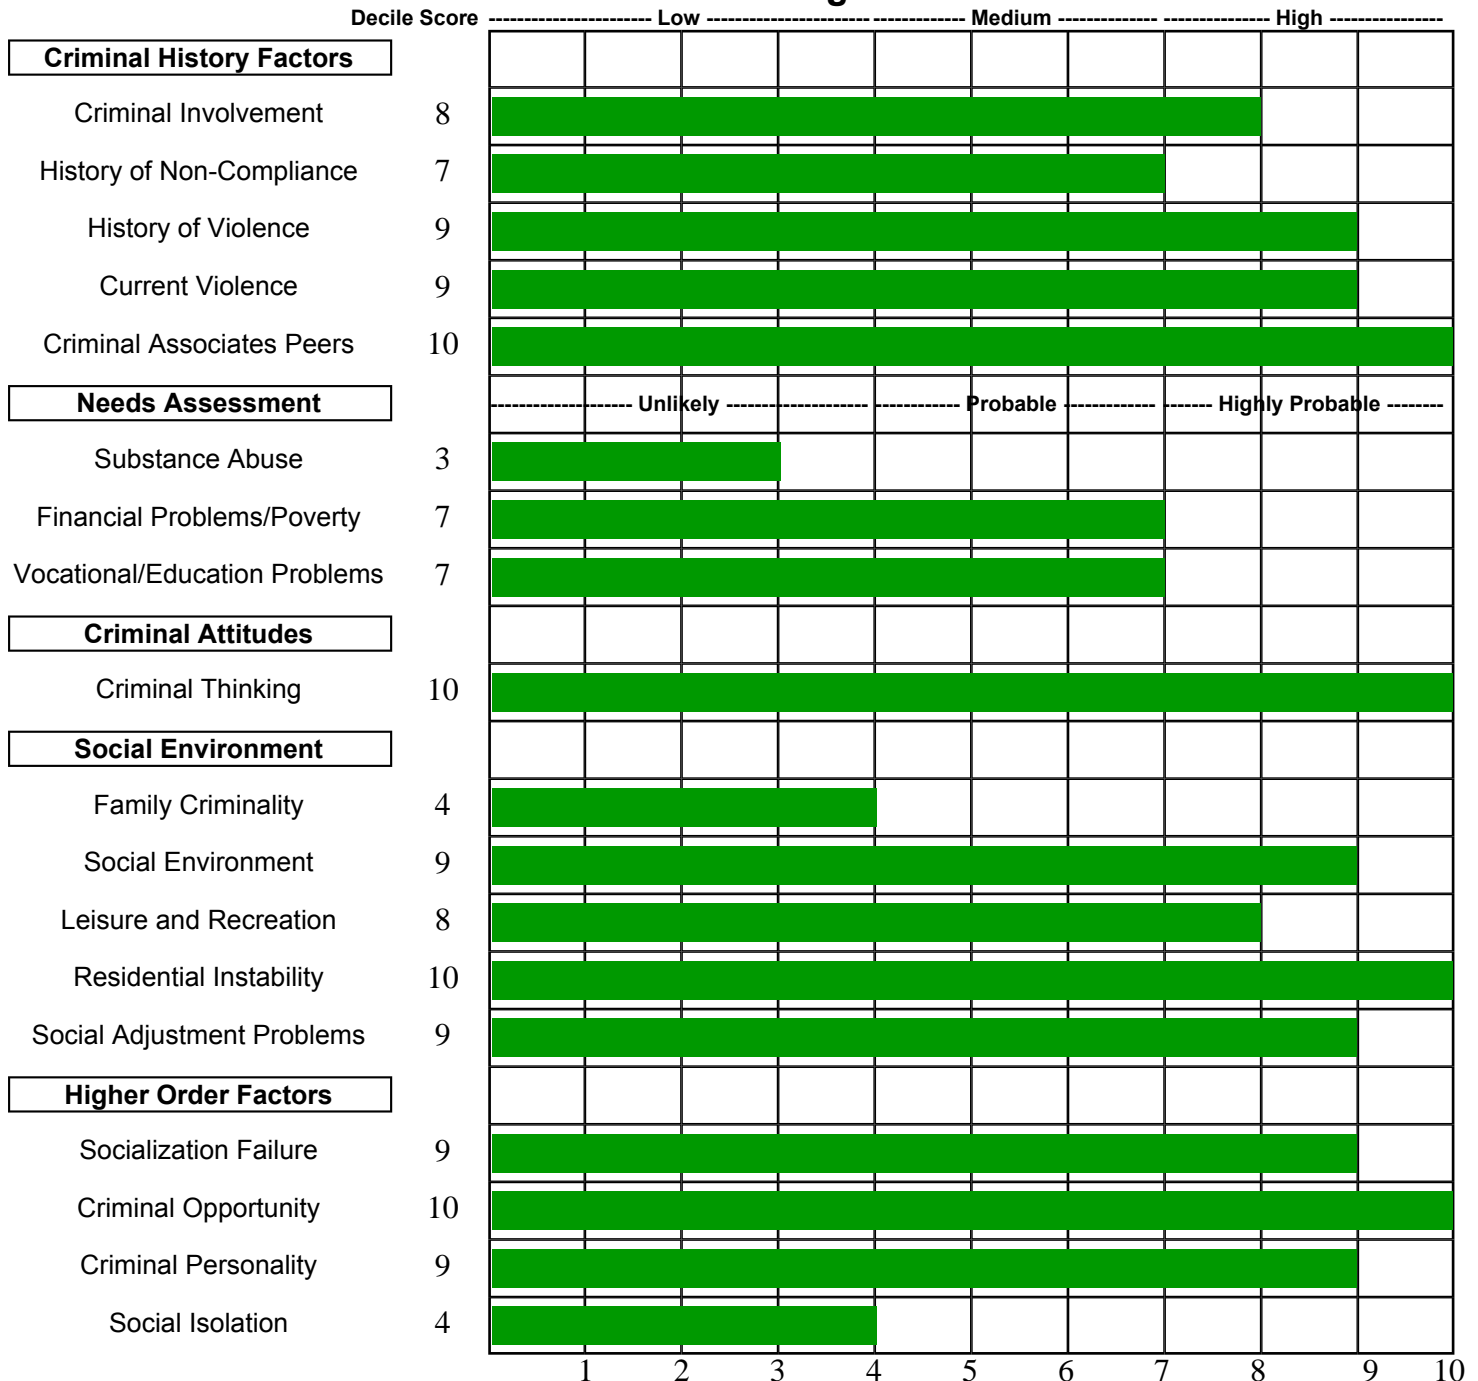 Decile Score ----------------------- Low ----------------------- ------------- Medium -------------- --------------- High ----------------
Criminal History Factors
Criminal Involvement 8
History of Non-Compliance 7
History of Violence 9
Current Violence 9
Criminal Associates Peers 10
Needs Assessment -------------------- Unlikely -------------------- ------------ Probable ------------- ------- Highly Probable --------
Substance Abuse 3
Financial Problems/Poverty 7
Vocational/Education Problems 7
Criminal Attitudes
Criminal Thinking 10
Social Environment
Family Criminality 4
Social Environment 9
Leisure and Recreation 8
Residential Instability 10
Social Adjustment Problems 9
Higher Order Factors
Socialization Failure 9
Criminal Opportunity 10
Criminal Personality 9
Social Isolation 4
1 2 3 4 5 6 7 8 9 10